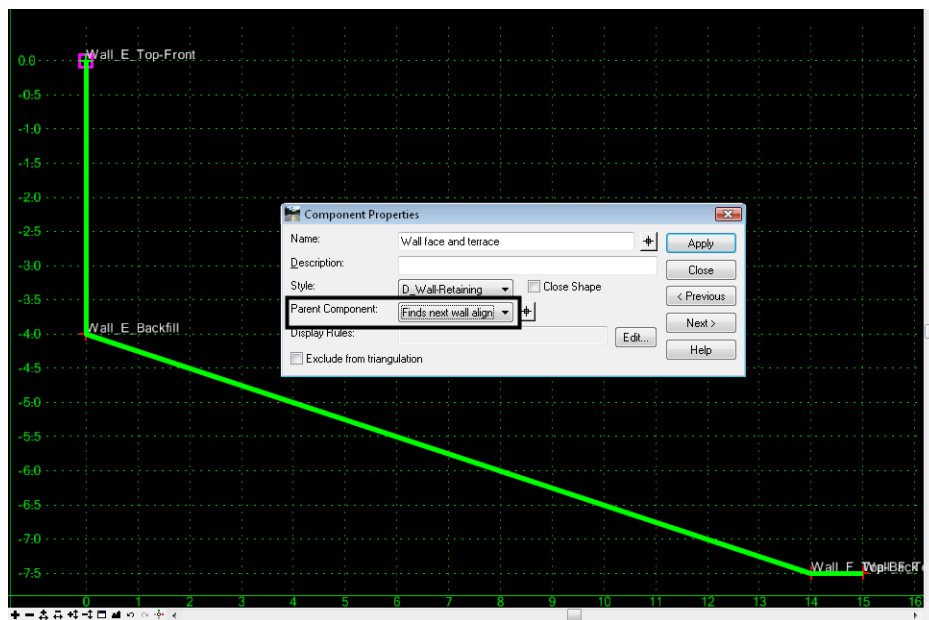 Wall_E_Top-Front
0.0
-0.5
-1.0
-1.5
-2.0
-2.5
-3.0
-3.5
-4.0
-4.5
-5.0
-5.5
-6.0
-6.5
-7.0
-7.5
Component Properties
Name: Wall face and terrace
Apply
Description:
Close
Style: D_Wall-Retaining Close Shape
< Previous
Parent Component: Finds next wall align
Next >
Display Rules: Edit...
Help
Exclude from triangulation
Wall_E_Backfill
Wall_F_
0 1 2 3 4 5 6 7 8 9 10 11 12 13 14 15 16